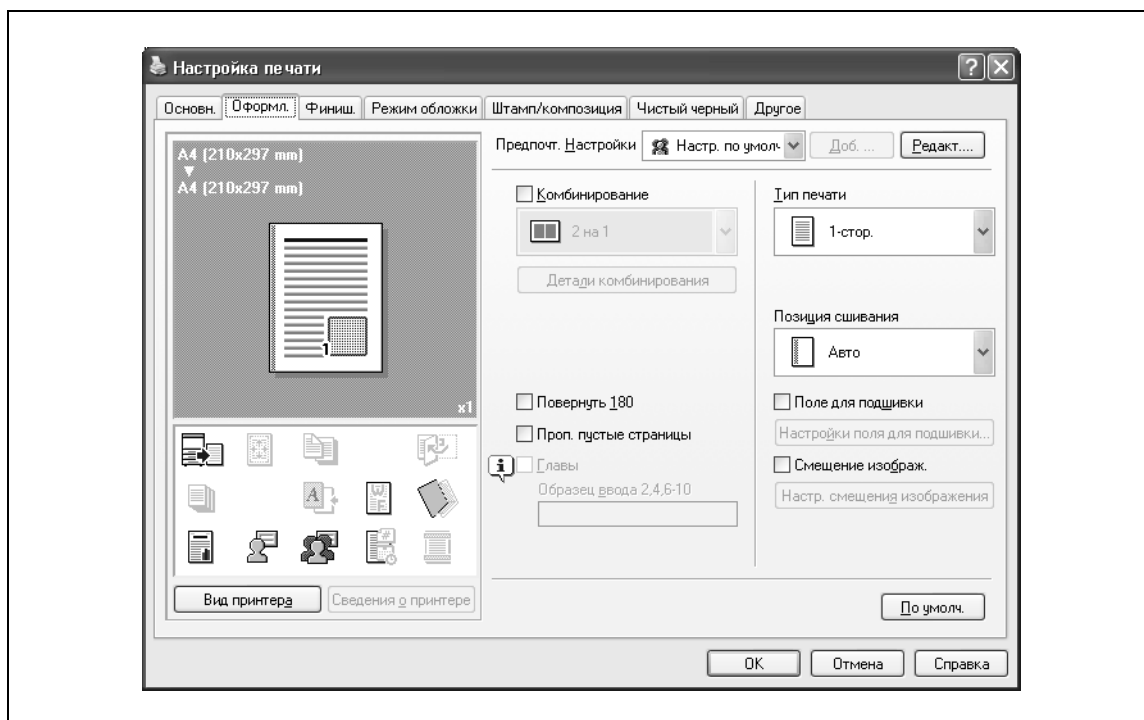 Настройка печати
Основн. Оформл. Финиш. Режим обложки Штамп/композиция Чистый черный Другое
A4 (210x297 mm)
A4 (210x297 mm)
1
x1
Вид принтера Сведения о принтере
Предпочт. Настройки Настр. по умолч Доб. ... Редакт....
Комбинирование
2 на 1
Детали комбинирования
Повернуть 180
Проп. пустые страницы
Главы
Образец ввода 2,4,6-10
Тип печати
1-стор.
Позиция сшивания
Авто
Поле для подшивки
Настройки поля для подшивки...
Смещение изображ.
Настр. смещения изображения
По умолч.
OK Отмена Справка